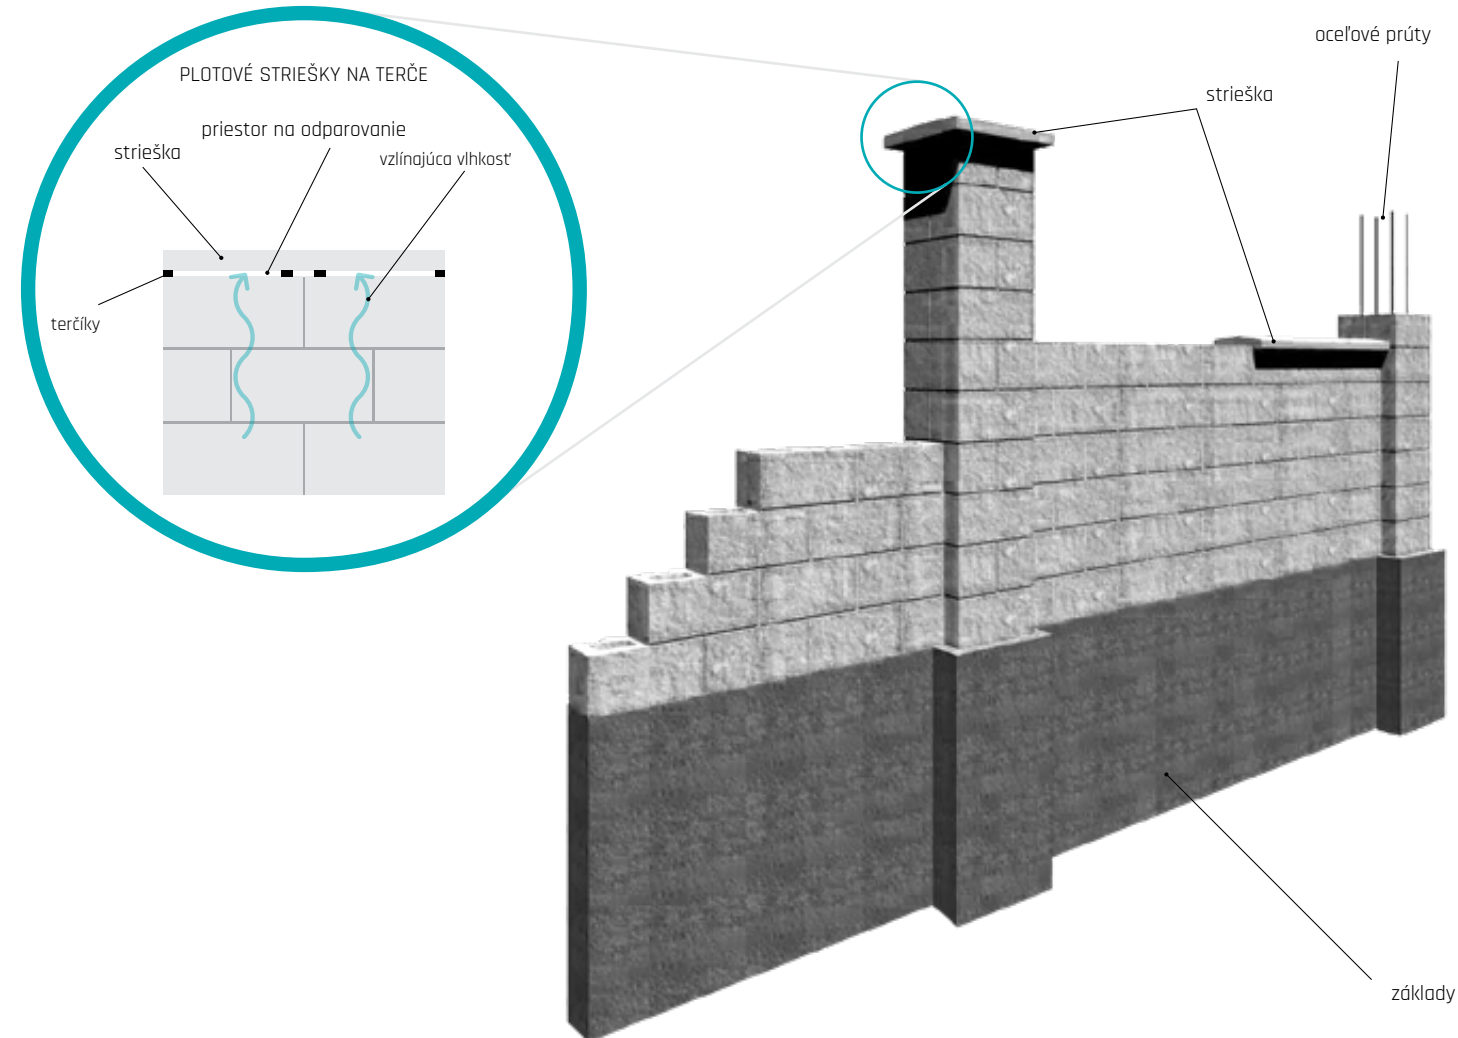 PLOTOVÉ STRIEŠKY NA TERČE
priestor na odparovanie
strieška
vzlínajúca vlhkosť
terčíky
oceľové prúty
strieška
základy